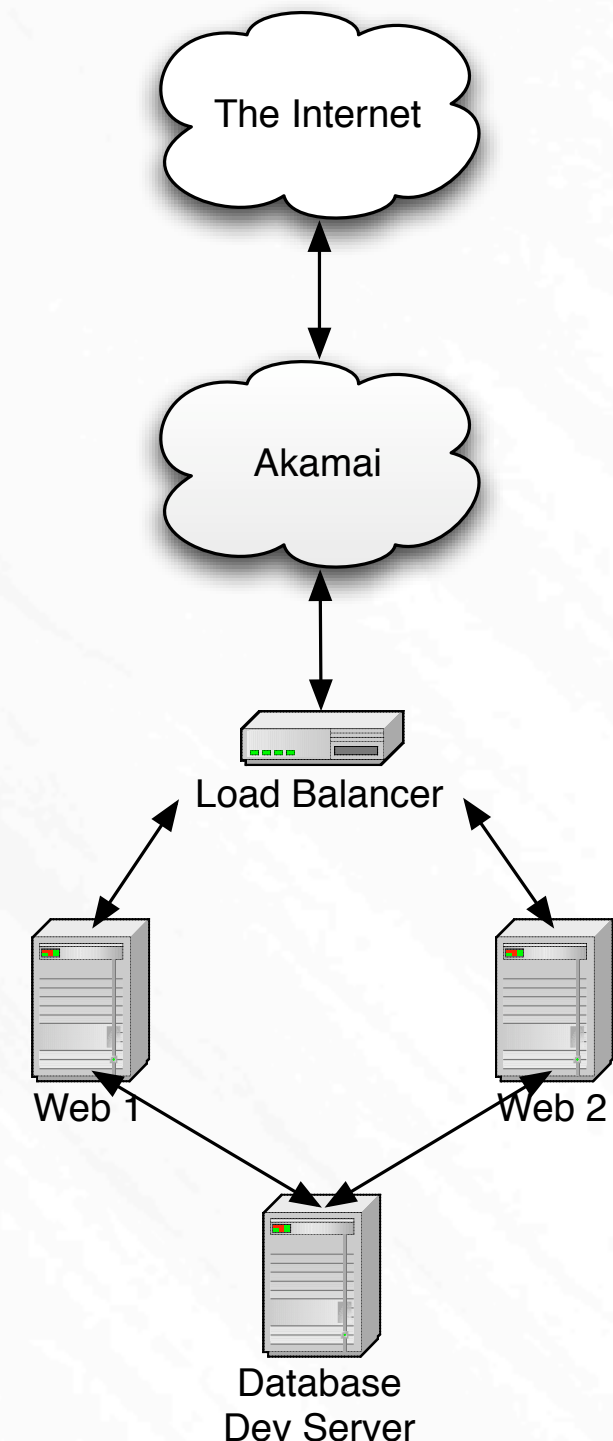 The Internet
Akamai
Load Balancer
Web 1
Web 2
Database
Dev Server